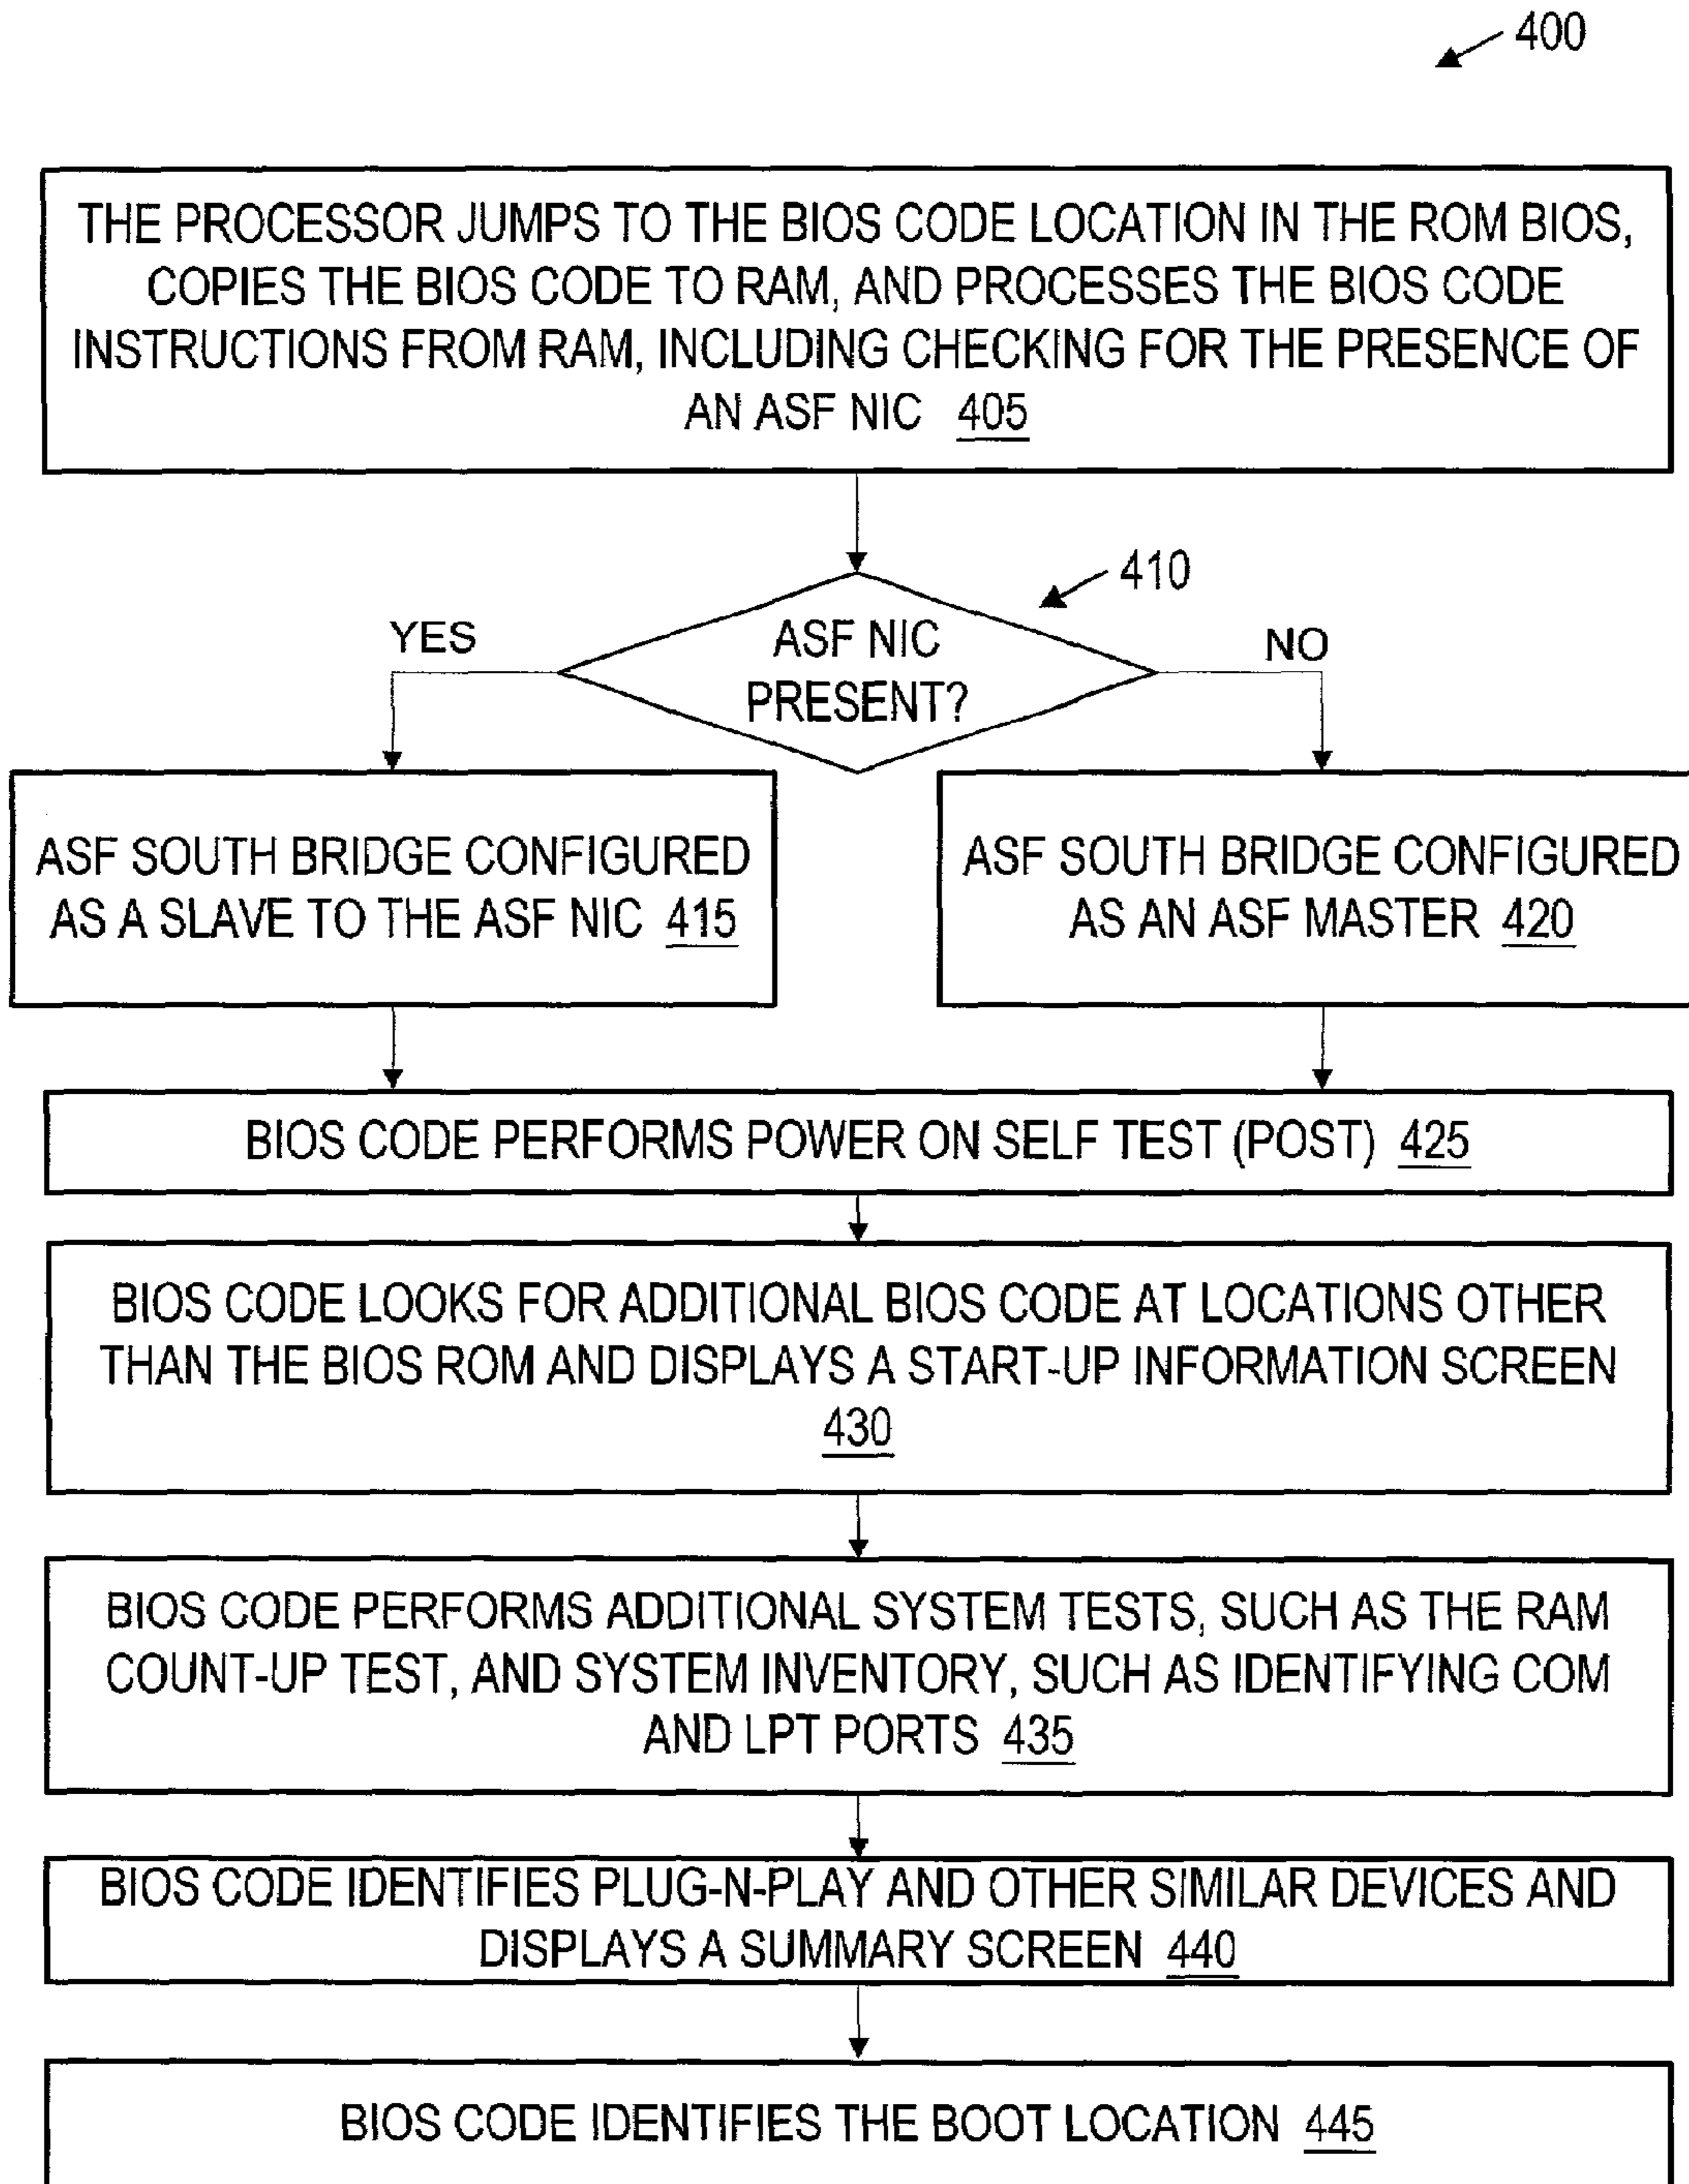 400
THE PROCESSOR JUMPS TO THE BIOS CODE LOCATION IN THE ROM BIOS,
COPIES THE BIOS CODE TO RAM, AND PROCESSES THE BIOS CODE
INSTRUCTIONS FROM RAM, INCLUDING CHECKING FOR THE PRESENCE OF
AN ASF NIC 405
410
YES
ASF NIC
PRESENT?
NO
ASF SOUTH BRIDGE CONFIGURED
AS A SLAVE TO THE ASF NIC 415
ASF SOUTH BRIDGE CONFIGURED
AS AN ASF MASTER 420
BIOS CODE PERFORMS POWER ON SELF TEST (POST) 425
BIOS CODE LOOKS FOR ADDITIONAL BIOS CODE AT LOCATIONS OTHER
THAN THE BIOS ROM AND DISPLAYS A START-UP INFORMATION SCREEN
430
BIOS CODE PERFORMS ADDITIONAL SYSTEM TESTS, SUCH AS THE RAM
COUNT-UP TEST, AND SYSTEM INVENTORY, SUCH AS IDENTIFYING COM
AND LPT PORTS 435
BIOS CODE IDENTIFIES PLUG-N-PLAY AND OTHER SIMILAR DEVICES AND
DISPLAYS A SUMMARY SCREEN 440
BIOS CODE IDENTIFIES THE BOOT LOCATION 445